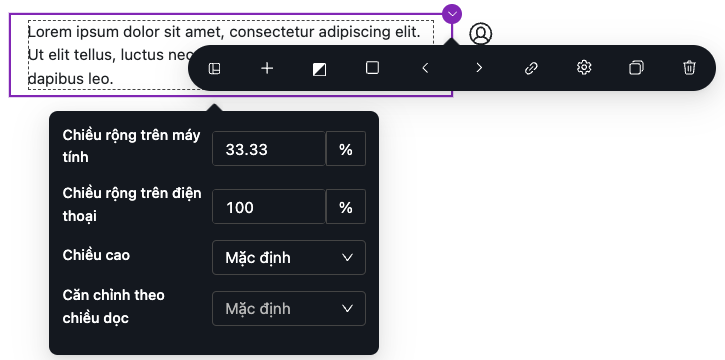 Lorem ipsum dolor sit amet, consectetur adipiscing elit.
Ut elit tellus, luctus nec
dapibus leo.
Chiều rộng trên máy
tính
33.33
%
Chiều rộng trên điện
thoại
100
%
Chiều cao
Mặc định
Căn chỉnh theo
chiều dọc
Mặc định